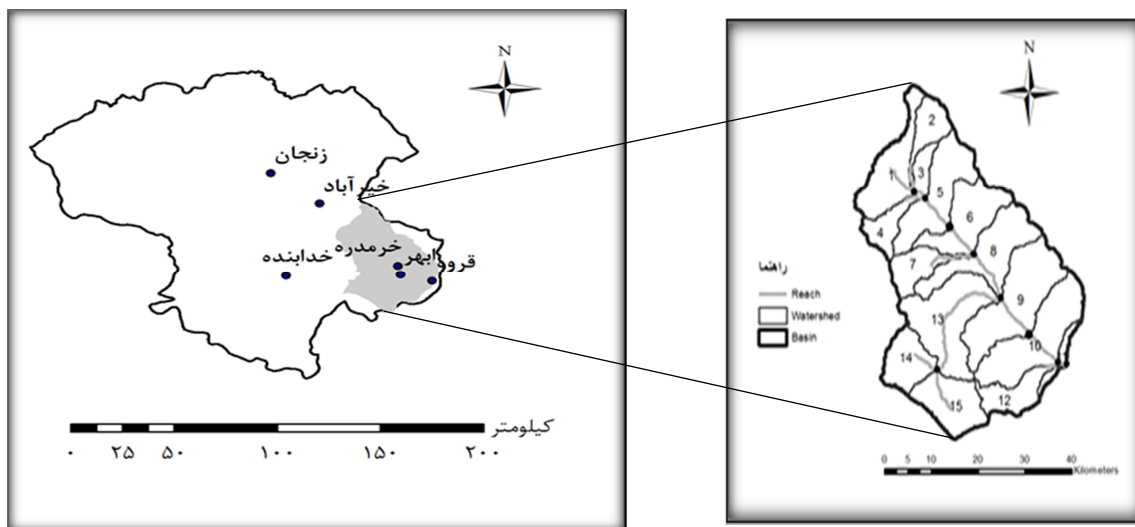 N
زنجان
خیرآباد
خرمدره
خدابنده
ابهر
قروه
کیلومتر
۰ ۲۵ ۵۰ ۱۰۰ ۱۵۰ ۲۰۰
N
2
1
3
5
4
6
7
8
9
13
10
14
15
12
راهنما
Reach
Watershed
Basin
0 5 10 20 30 40
Kilometers